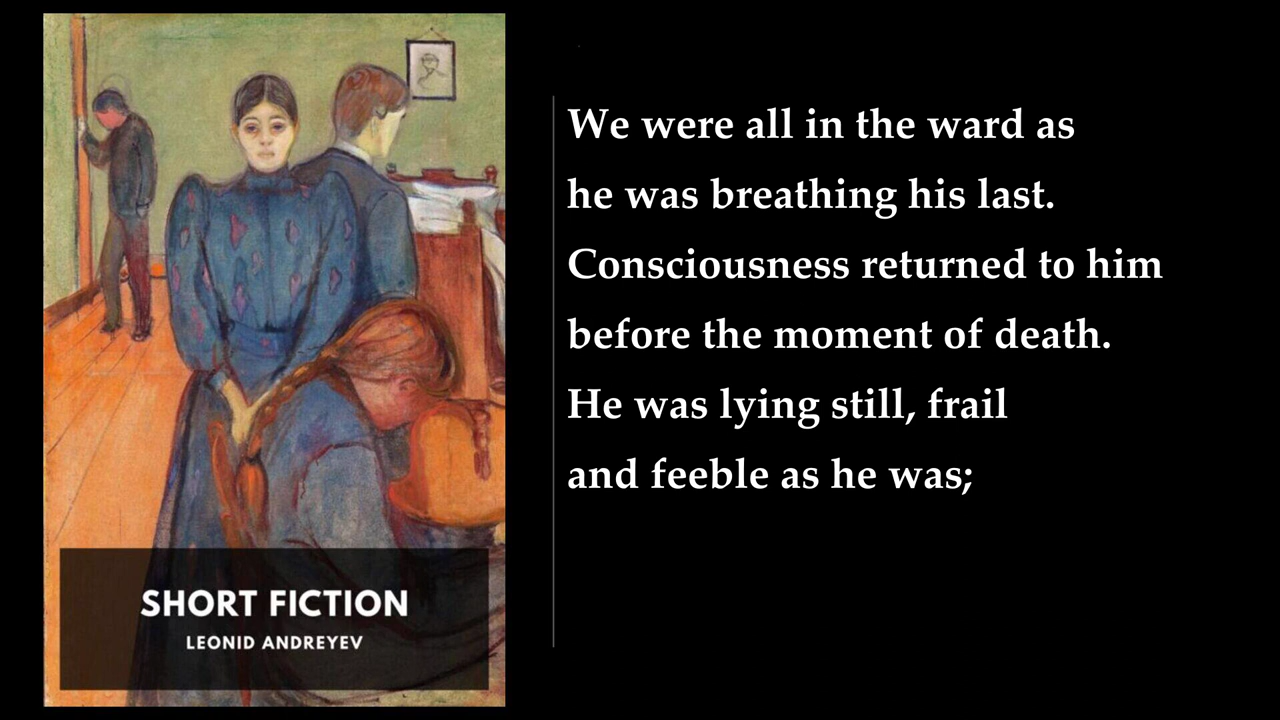 SHORT FICTION
LEONID ANDREYEV
We were all in the ward as
he was breathing his last.
Consciousness returned to him
before the moment of death.
He was lying still, frail
and feeble as he was;